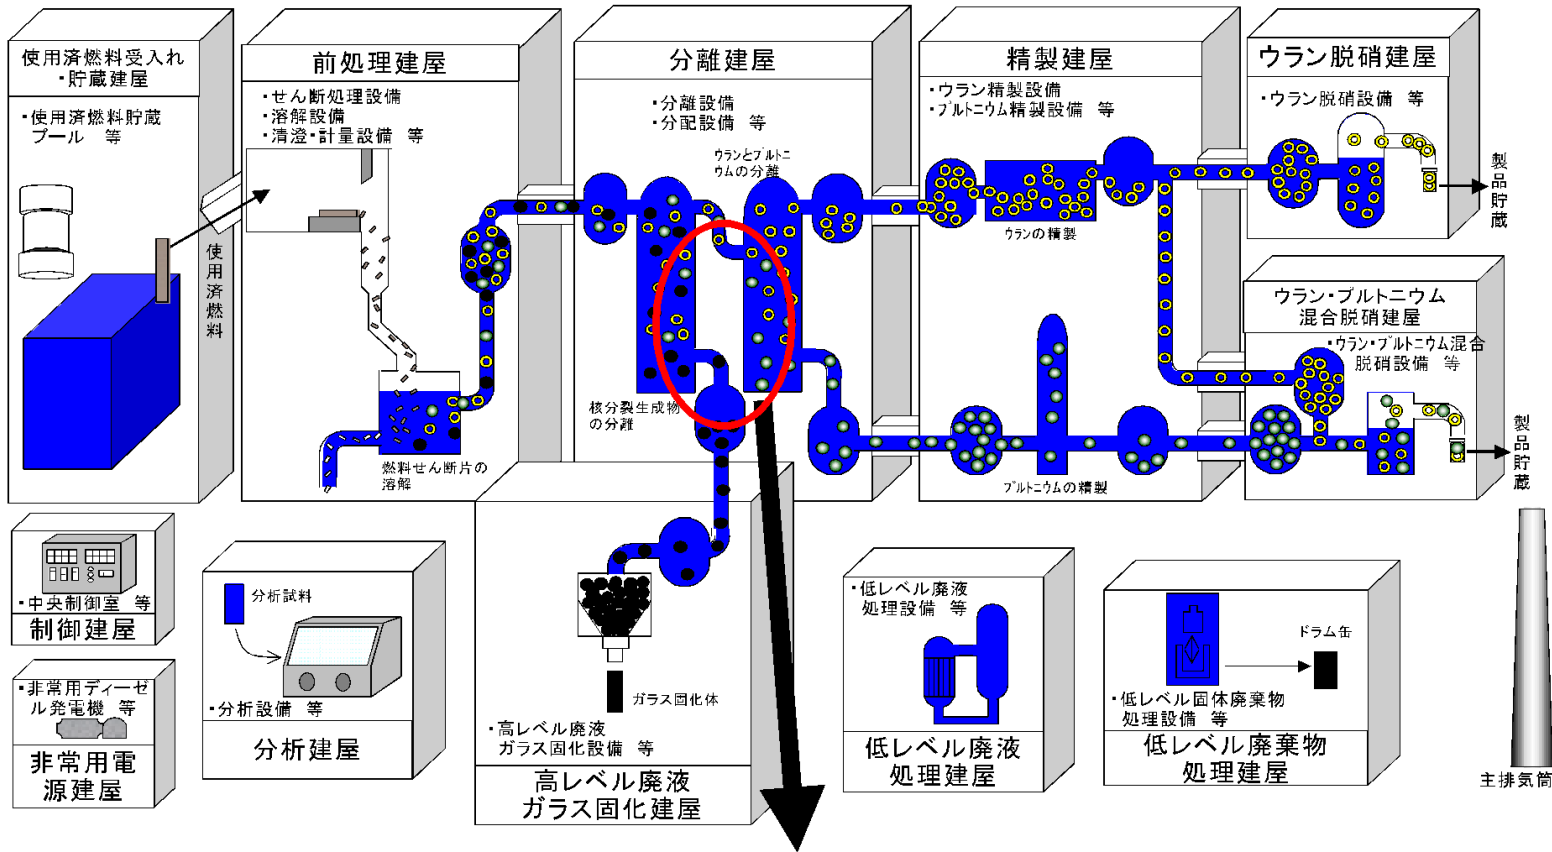 使用済燃料受入れ
・貯蔵建屋
・使用済燃料貯蔵
プール 等
使用済燃料
前処理建屋
・せん断処理設備
・溶解設備
・清澄・計量設備 等
燃料せん断片の
溶解
分離建屋
・分離設備
・分配設備 等
ウランとプルトニ
ウムの分離
核分裂生成物
の分離
精製建屋
・ウラン精製設備
・プルトニウム精製設備 等
ウランの精製
プルトニウムの精製
ウラン脱硝建屋
・ウラン脱硝設備 等
製品貯蔵
ウラン・プルトニウム
混合脱硝建屋
・ウラン・プルトニウム混合
脱硝設備 等
製品貯蔵
・中央制御室 等
制御建屋
・非常用ディーゼ
ル発電機 等
非常用電
源建屋
分析試料
・分析設備 等
分析建屋
ガラス固化体
・高レベル廃液
ガラス固化設備 等
高レベル廃液
ガラス固化建屋
・低レベル廃液
処理設備 等
低レベル廃液
処理建屋
ドラム缶
・低レベル固体廃棄物
処理設備 等
低レベル廃棄物
処理建屋
主排気筒